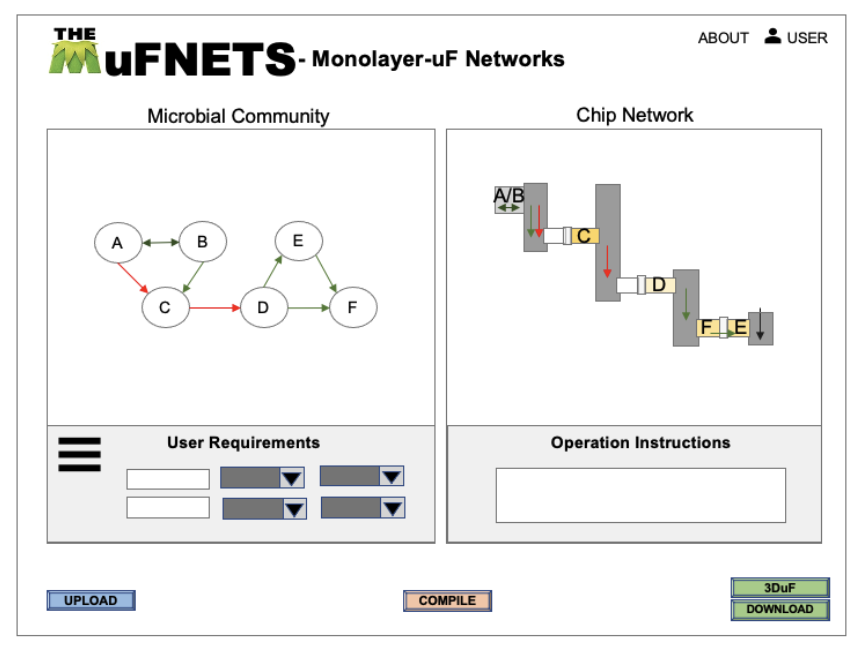 THE
MuFNETS - Monolayer-uF Networks
ABOUT USER
Microbial Community
Chip Network
A
B
E
C
D
F
A/B
C
D
F E
User Requirements
Operation Instructions
UPLOAD
COMPILE
3DuF
DOWNLOAD